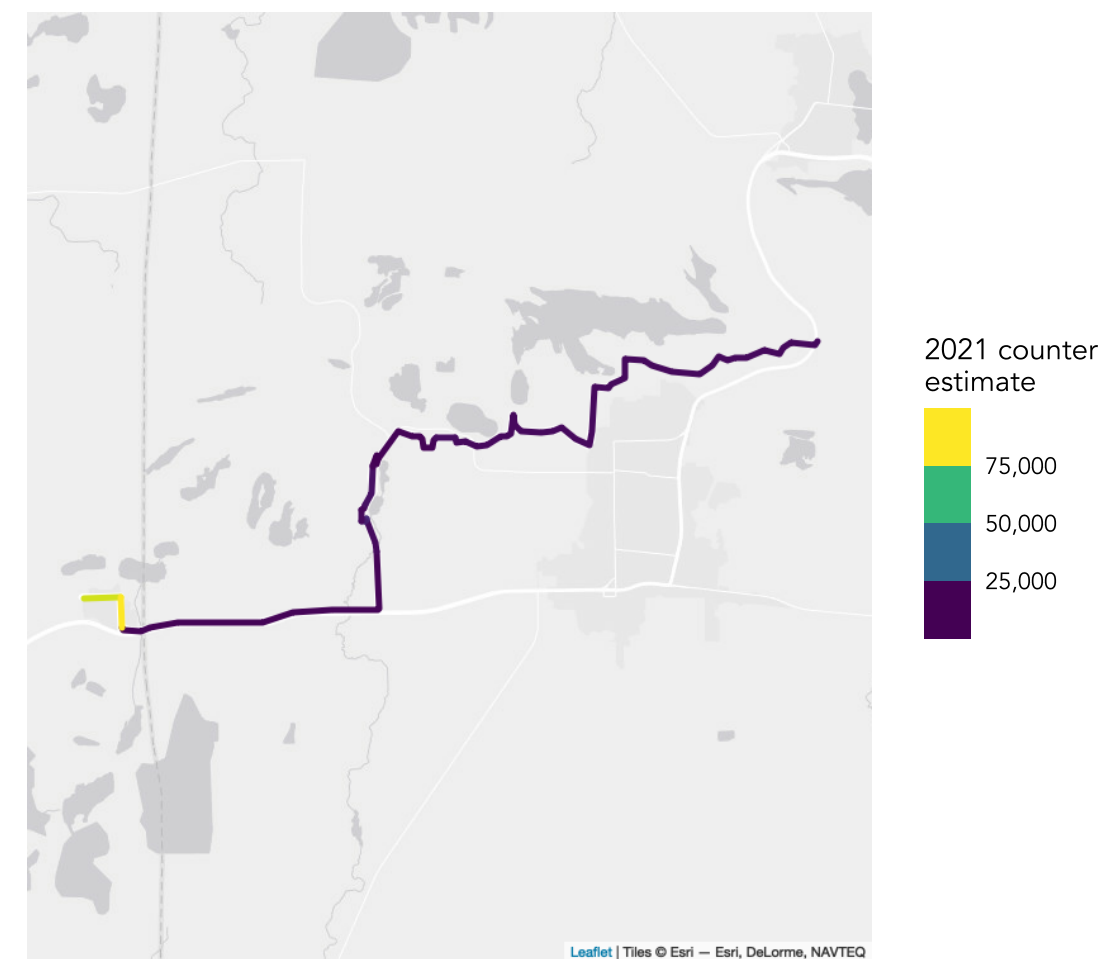 2021 counter
estimate
75,000
50,000
25,000
Leaflet | Tiles © Esri — Esri, DeLorme, NAVTEQ